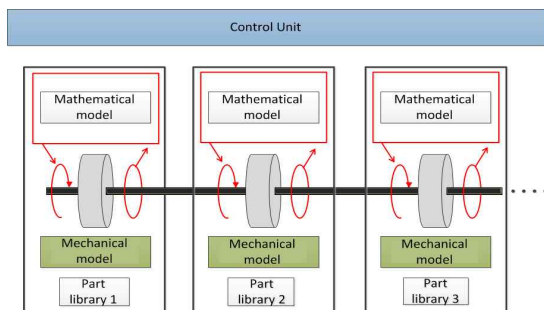 Control Unit
Mathematical
model
Mathematical
model
Mathematical
model
Mechanical
model
Mechanical
model
Mechanical
model
Part
library 1
Part
library 2
Part
library 3